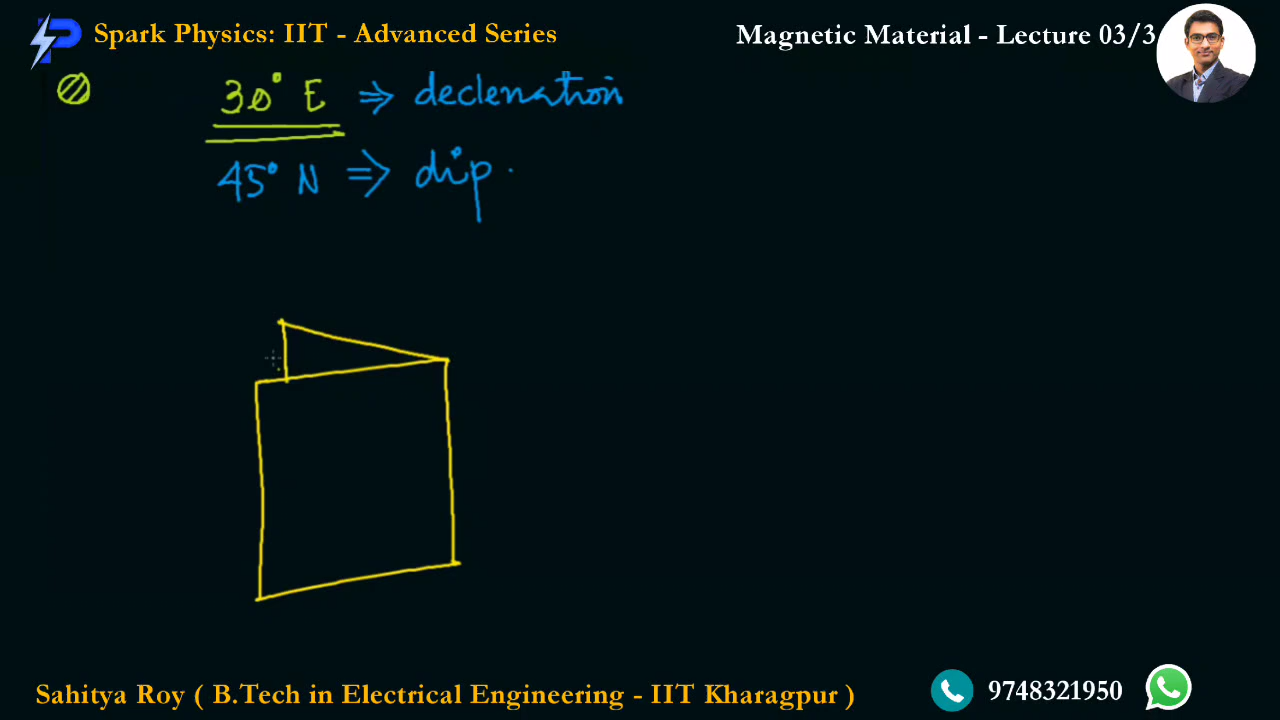 Spark Physics: IIT - Advanced Series
Magnetic Material - Lecture 03/3
30° E ⇒ declenation
45° N ⇒ dip.
Sahitya Roy ( B.Tech in Electrical Engineering - IIT Kharagpur )
9748321950